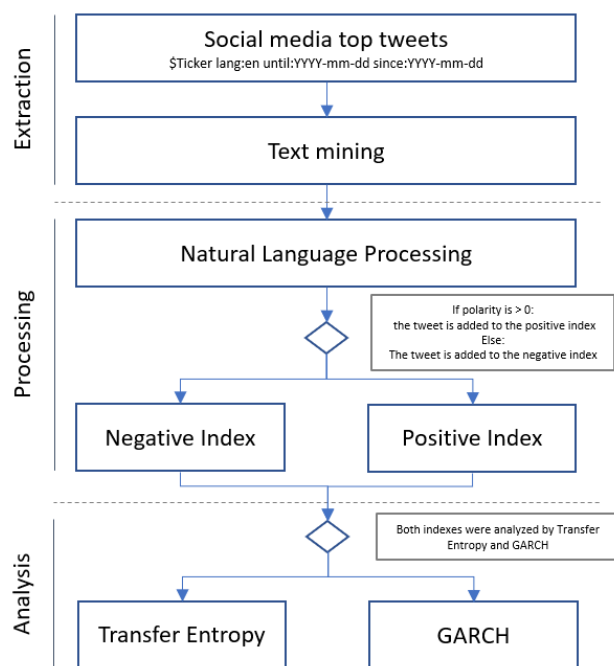 Extraction
Social media top tweets
$Ticker lang:en until:YYYY-mm-dd since:YYYY-mm-dd
Text mining
Processing
Natural Language Processing
If polarity is > 0:
the tweet is added to the positive index
Else:
The tweet is added to the negative index
Negative Index
Positive Index
Analysis
Both indexes were analyzed by Transfer
Entropy and GARCH
Transfer Entropy
GARCH